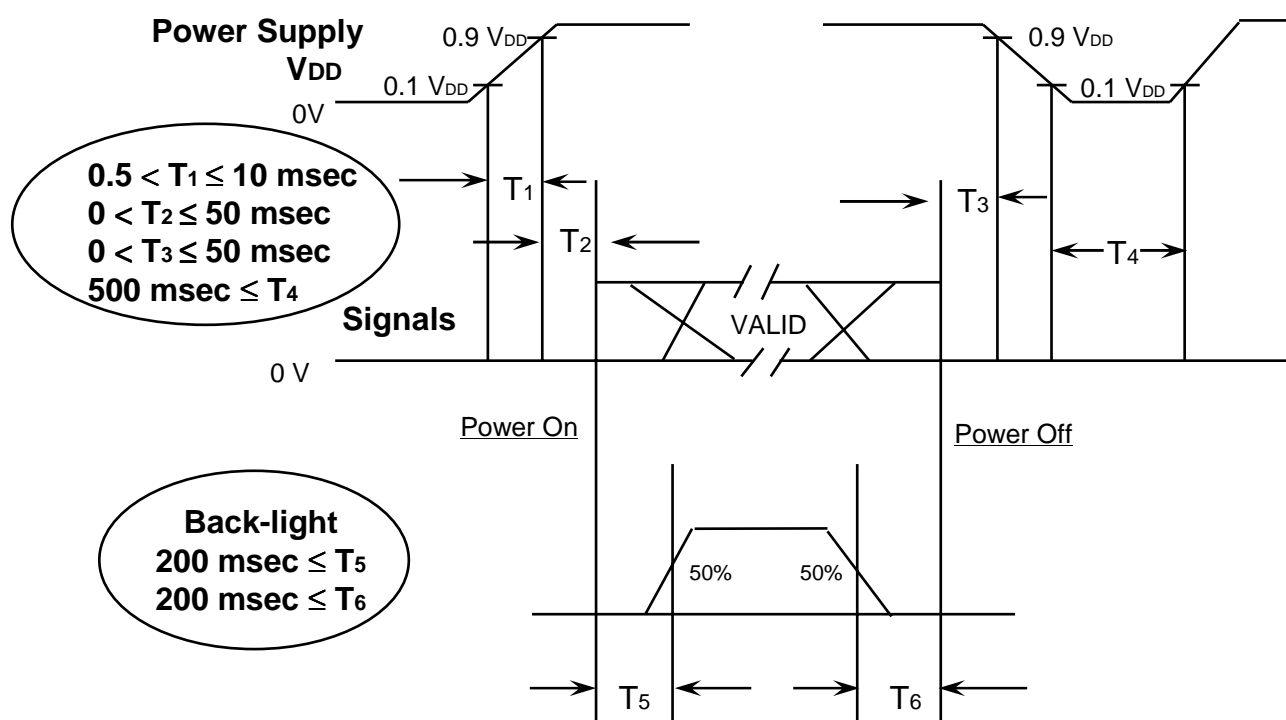 Power Supply
VDD
0.9 VDD
0.1 VDD
0V
0.9 VDD
0.1 VDD
0.5 < T1 ≤ 10 msec
0 < T2 ≤ 50 msec
0 < T3 ≤ 50 msec
500 msec ≤ T4
T1
T2
T3
T4
Signals
VALID
0 V
Power On
Power Off
Back-light
200 msec ≤ T5
200 msec ≤ T6
50%
50%
T5
T6